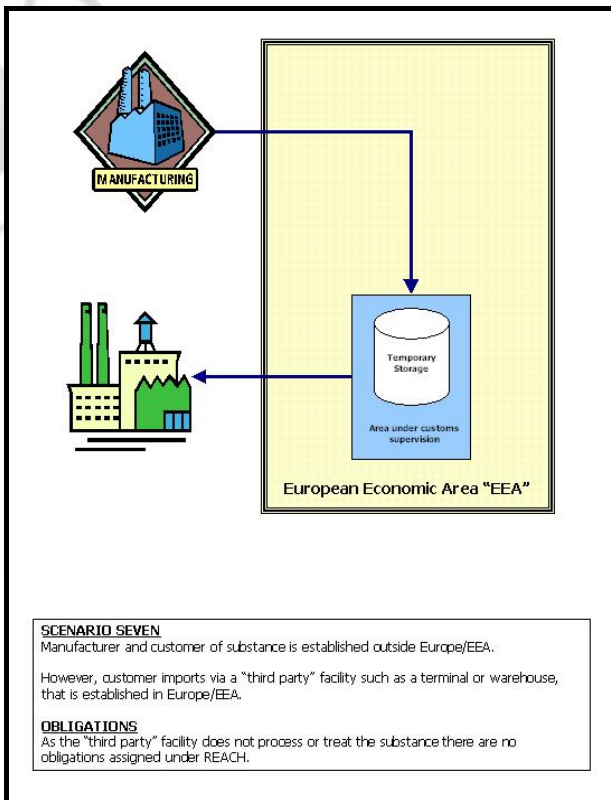 MANUFACTURING
Temporary
Storage
Area under customs
supervision
European Economic Area "EEA"
SCENARIO SEVEN
Manufacturer and customer of substance is established outside Europe/EEA.
However, customer imports via a "third party" facility such as a terminal or warehouse,
that is established in Europe/EEA.
OBLIGATIONS
As the "third party" facility does not process or treat the substance there are no
obligations assigned under REACH.